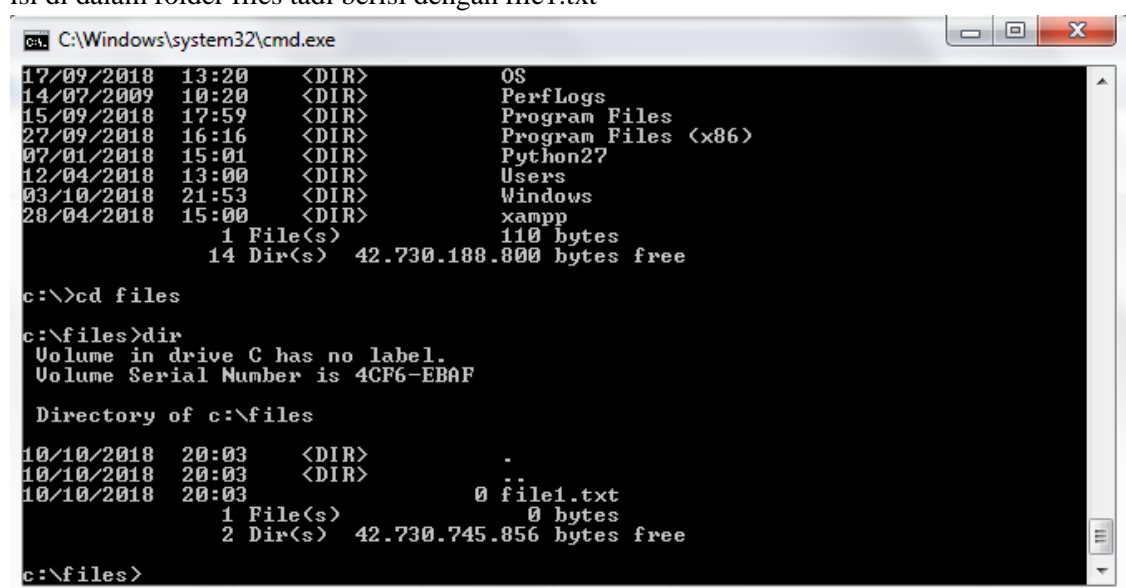 isi di dalam folder files tadi berisi dengan file1.txt
C:\Windows\system32\cmd.exe
17/09/2018  13:20    <DIR>          OS
14/07/2009  10:20    <DIR>          PerfLogs
15/09/2018  17:59    <DIR>          Program Files
27/09/2018  16:16    <DIR>          Program Files (x86)
07/01/2018  15:01    <DIR>          Python27
12/04/2018  13:00    <DIR>          Users
03/10/2018  21:53    <DIR>          Windows
28/04/2018  15:00    <DIR>          xampp
1 File(s)            110 bytes
14 Dir(s)  42.730.188.800 bytes free
c:\>cd files
c:\files>dir
Volume in drive C has no label.
Volume Serial Number is 4CF6-EBAF
Directory of c:\files
10/10/2018  20:03    <DIR>          .
10/10/2018  20:03    <DIR>          ..
10/10/2018  20:03                 0 file1.txt
1 File(s)              0 bytes
2 Dir(s)  42.730.745.856 bytes free
c:\files>